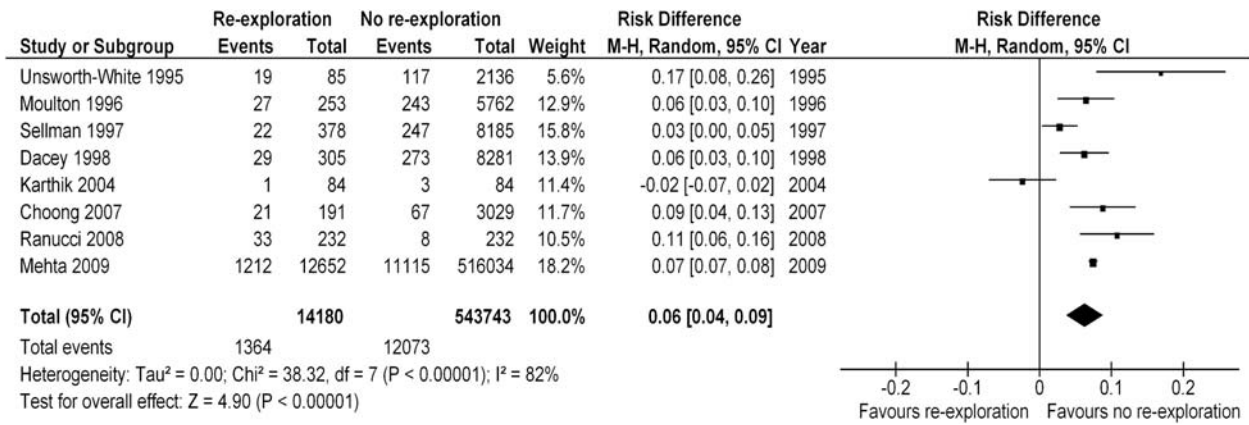 Re-exploration No re-exploration Risk Difference Risk Difference
Study or Subgroup Events Total Events Total Weight M-H, Random, 95% CI Year M-H, Random, 95% CI
Unsworth-White 1995 19 85 117 2136 5.6% 0.17 [0.08, 0.26] 1995
Moulton 1996 27 253 243 5762 12.9% 0.06 [0.03, 0.10] 1996
Sellman 1997 22 378 247 8185 15.8% 0.03 [0.00, 0.05] 1997
Dacey 1998 29 305 273 8281 13.9% 0.06 [0.03, 0.10] 1998
Karthik 2004 1 84 3 84 11.4% -0.02 [-0.07, 0.02] 2004
Choong 2007 21 191 67 3029 11.7% 0.09 [0.04, 0.13] 2007
Ranucci 2008 33 232 8 232 10.5% 0.11 [0.06, 0.16] 2008
Mehta 2009 1212 12652 11115 516034 18.2% 0.07 [0.07, 0.08] 2009
Total (95% CI) 14180 543743 100.0% 0.06 [0.04, 0.09]
Total events 1364 12073
Heterogeneity: Tau² = 0.00; Chi² = 38.32, df = 7 (P < 0.00001); I² = 82%
Test for overall effect: Z = 4.90 (P < 0.00001)
-0.2 -0.1 0 0.1 0.2
Favours re-exploration Favours no re-exploration